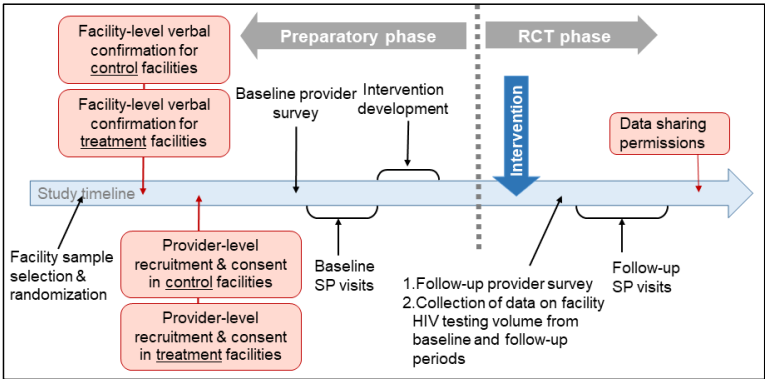 Facility-level verbal
confirmation for
control facilities
Facility-level verbal
confirmation for
treatment facilities
Preparatory phase
RCT phase
Baseline provider
survey
Intervention
development
Intervention
Data sharing
permissions
Study timeline
Facility sample
selection &
randomization
Provider-level
recruitment & consent
in control facilities
Provider-level
recruitment & consent
in treatment facilities
Baseline
SP visits
1.Follow-up provider survey
2.Collection of data on facility
HIV testing volume from
baseline and follow-up
periods
Follow-up
SP visits